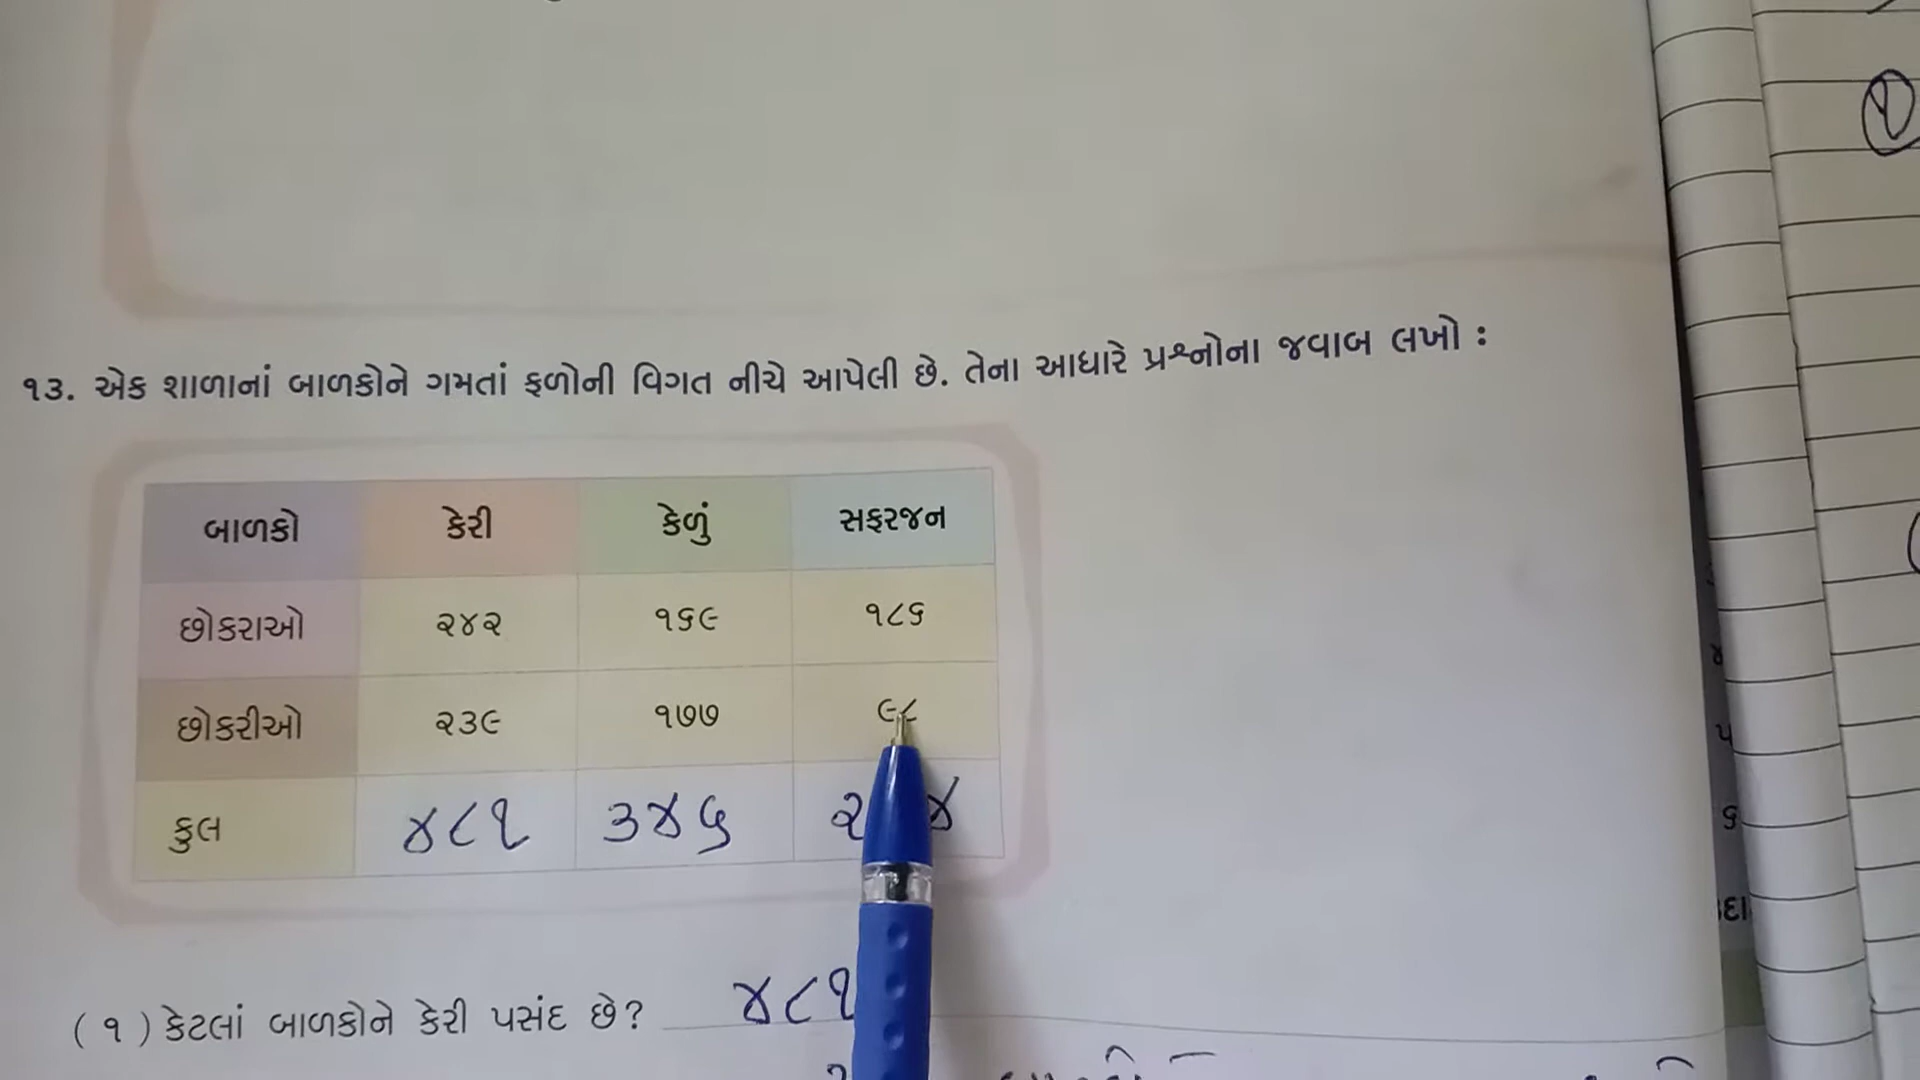 ૧૩. એક શાળાનાં બાળકોને ગમતાં ફળોની વિગત નીચે આપેલી છે. તેના આધારે પ્રશ્નોના જવાબ લખો :
બાળકો કેરી કેળું સફરજન
છોકરાઓ ૨૪૨ ૧૬૯ ૧૮૬
છોકરીઓ ૨૩૯ ૧૭૭ ૯૮
કુલ ૪૮૧ ૩૪૬
(૧) કેટલાં બાળકોને કેરી પસંદ છે? ૪૮૧